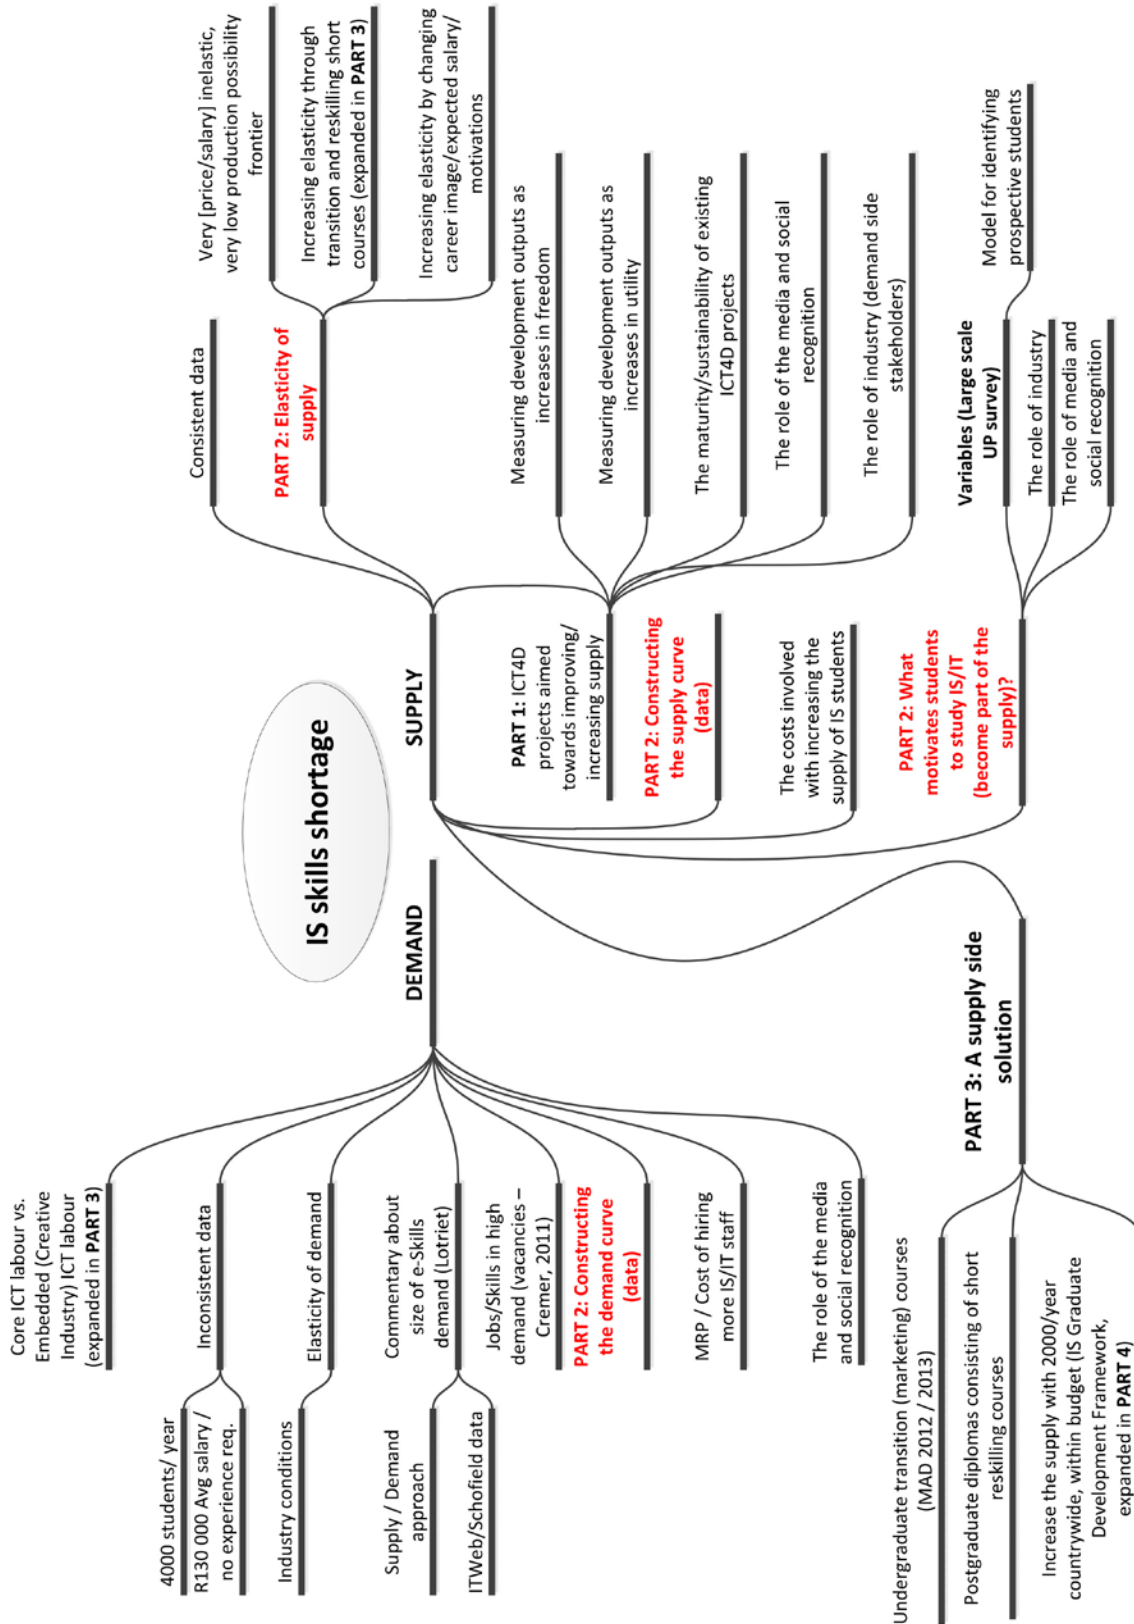 IS skills shortage
DEMAND
Core ICT labour vs.
Embedded (Creative
Industry) ICT labour
(expanded in PART 3)
Inconsistent data
4000 students/ year
R130 000 Avg salary /
no experience req.
Elasticity of demand
Industry conditions
Commentary about
size of e-Skills
demand (Lotriet)
Supply / Demand
approach
ITWeb/Schofield data
Jobs/Skills in high
demand (vacancies –
Cremer, 2011)
PART 2: Constructing
the demand curve
(data)
MRP / Cost of hiring
more IS/IT staff
The role of the media
and social recognition
SUPPLY
Consistent data
PART 2: Elasticity of
supply
Very [price/salary] inelastic,
very low production possibility
frontier
Increasing elasticity through
transition and reskilling short
courses (expanded in PART 3)
Increasing elasticity by changing
career image/expected salary/
motivations
PART 1: ICT4D
projects aimed
towards improving/
increasing supply
Measuring development outputs as
increases in freedom
Measuring development outputs as
increases in utility
The maturity/sustainability of existing
ICT4D projects
The role of the media and social
recognition
The role of industry (demand side
stakeholders)
PART 2: Constructing
the supply curve
(data)
The costs involved
with increasing the
supply of IS students
PART 2: What
motivates students
to study IS/IT
(become part of the
supply)?
Variables (Large scale
UP survey)
Model for identifying
prospective students
The role of industry
The role of media and
social recognition
PART 3: A supply side
solution
Undergraduate transition (marketing) courses
(MAD 2012 / 2013)
Postgraduate diplomas consisting of short
reskilling courses
Increase the supply with 2000/year
countrywide, within budget (IS Graduate
Development Framework,
expanded in PART 4)